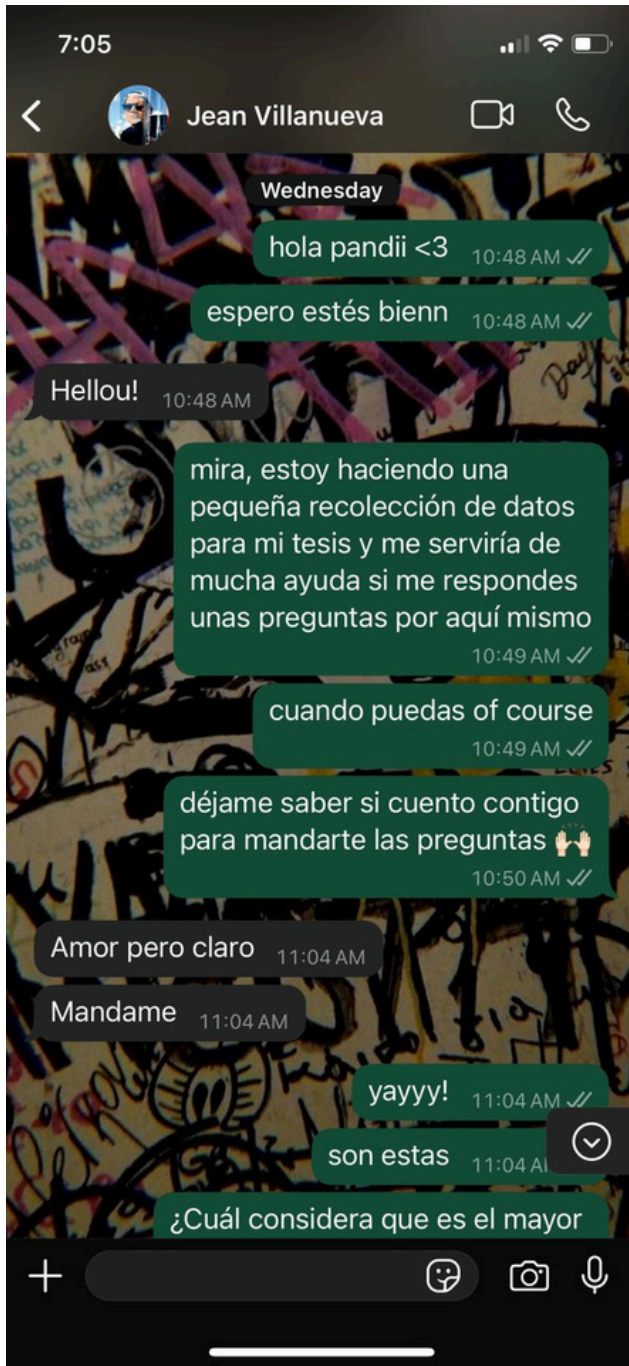 7:05
Jean Villanueva
Wednesday
hola pandii <3 10:48 AM
espero estés bienn 10:48 AM
Hellou! 10:48 AM
mira, estoy haciendo una
pequeña recolección de datos
para mi tesis y me serviría de
mucha ayuda si me respondes
unas preguntas por aquí mismo
10:49 AM
cuando puedas of course
10:49 AM
déjame saber si cuento contigo
para mandarte las preguntas 🙌🏻
10:50 AM
Amor pero claro 11:04 AM
Mandame 11:04 AM
yayyy! 11:04 AM
son estas 11:04
¿Cuál considera que es el mayor